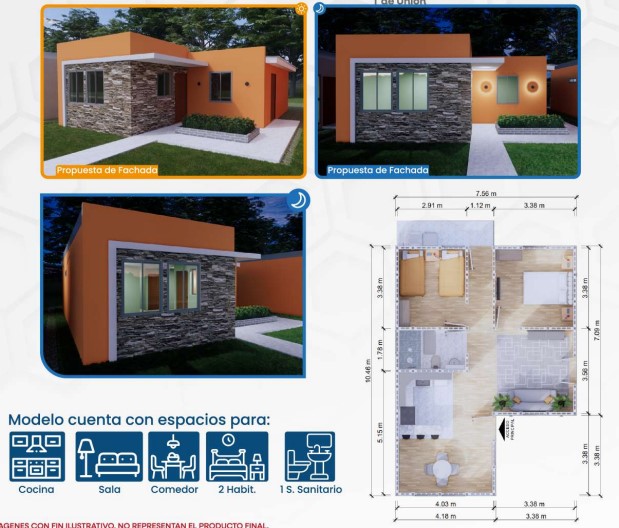 1 de Unión
Propuesta de Fachada
Propuesta de Fachada
7.56 m
2.91 m 1.12 m 3.38 m
3.38 m
1.78 m
5.15 m
10.46 m
3.38 m
3.56 m
7.09 m
3.38 m
3.38 m
ACCESO
PRINCIPAL
4.03 m 3.38 m
4.18 m 3.38 m
Modelo cuenta con espacios para:
Cocina Sala Comedor 2 Habit. 1 S. Sanitario
AGENES CON FIN ILUSTRATIVO, NO REPRESENTAN EL PRODUCTO FINAL.